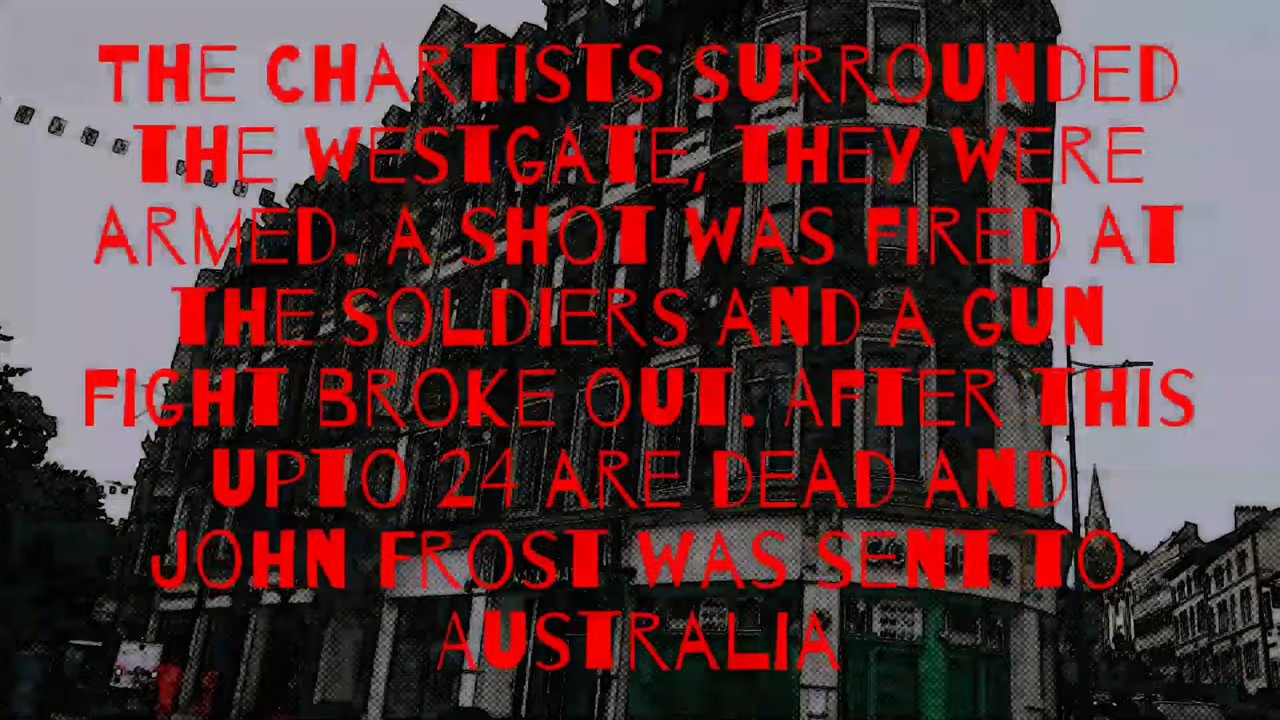 THE CHARTISTS SURROUNDED
THE WESTGATE, THEY WERE
ARMED. A SHOT WAS FIRED AT
THE SOLDIERS AND A GUN
FIGHT BROKE OUT. AFTER THIS
UPTO 24 ARE DEAD AND
JOHN FROST WAS SENT TO
AUSTRALIA